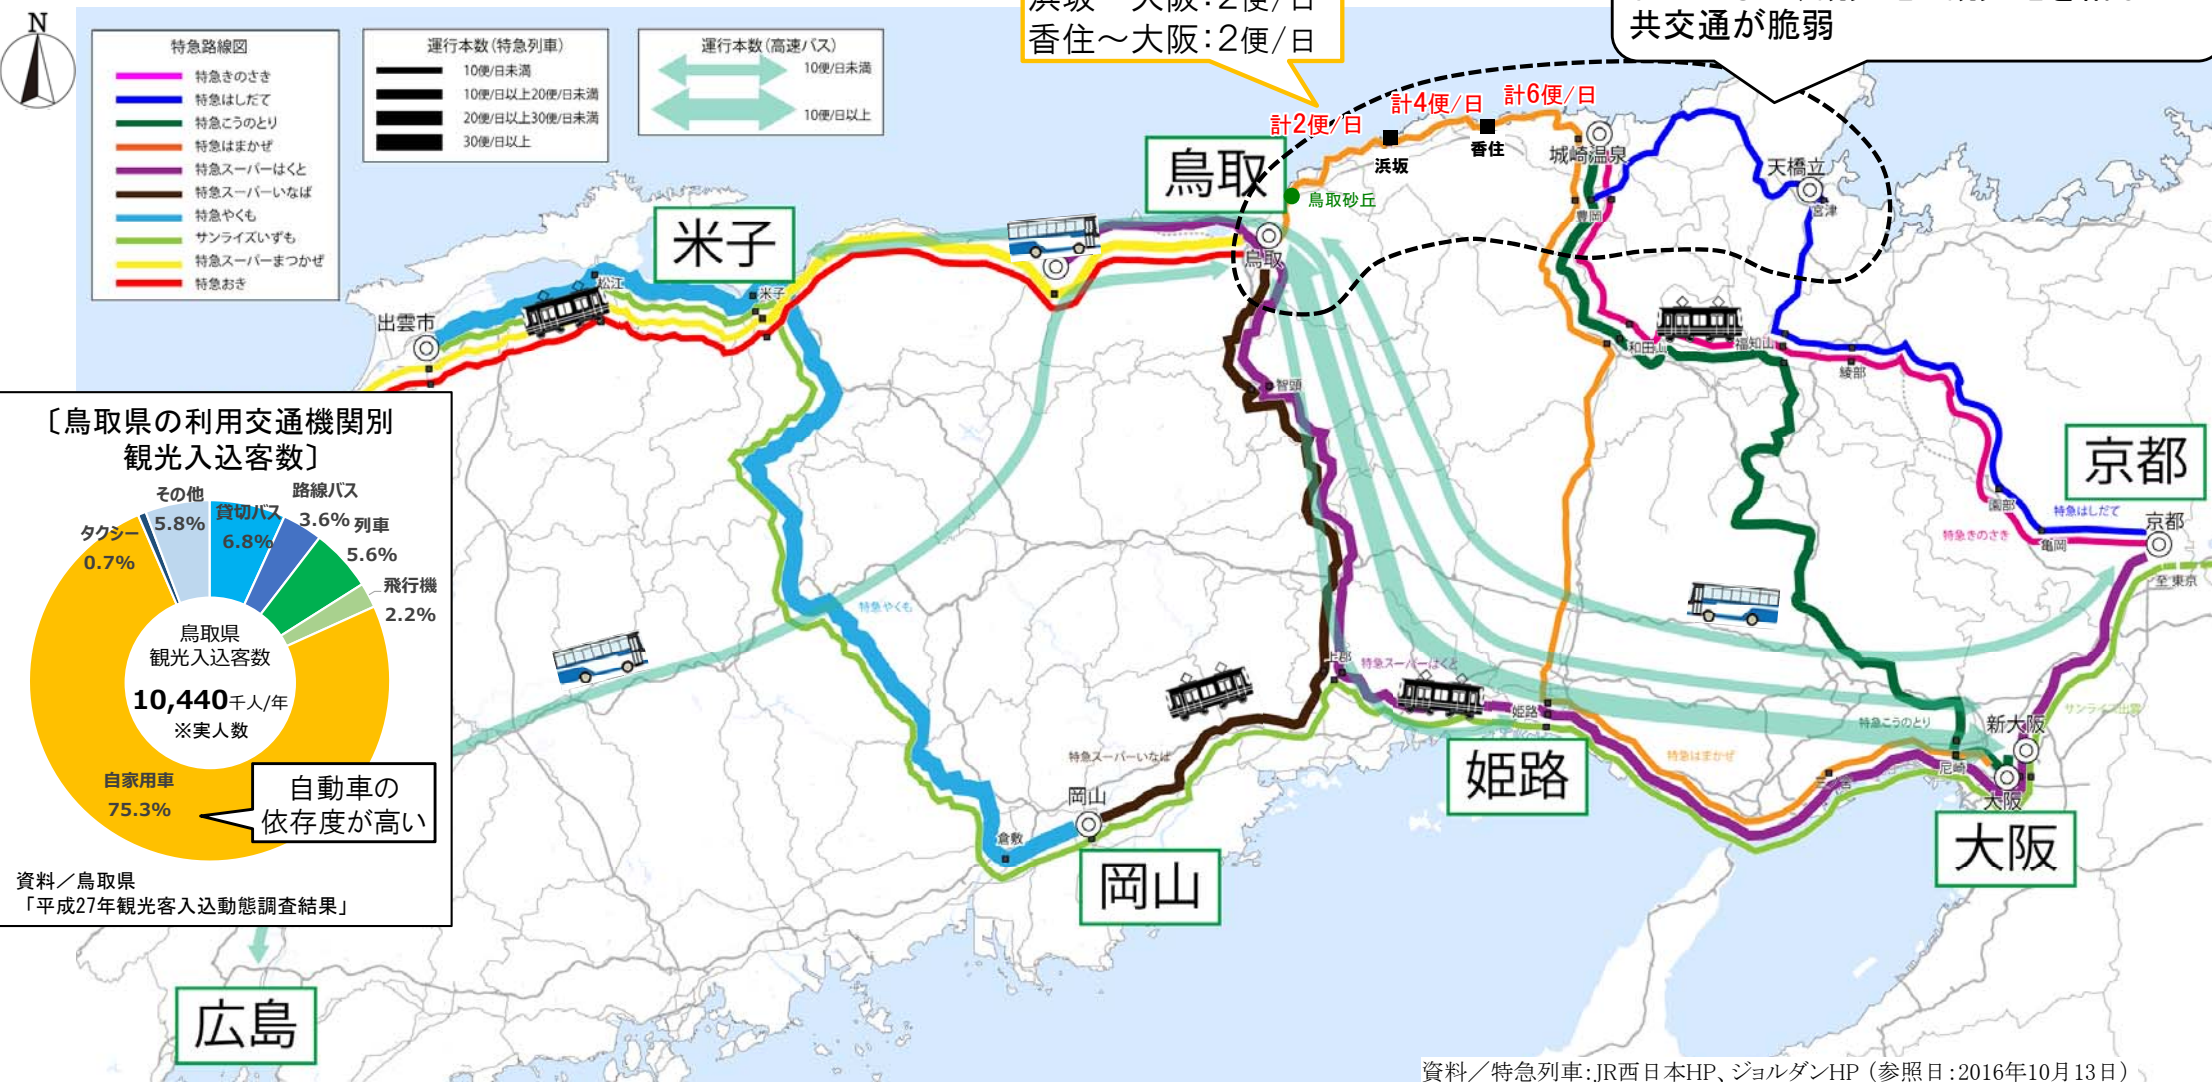 N
特急路線図
特急きのさき
特急はしだて
特急こうのとり
特急はまかぜ
特急スーパーはくと
特急スーパーいなば
特急やくも
サンライズいずも
特急スーパーまつかぜ
特急おき
運行本数(特急列車)
10便/日未満
10便/日以上20便/日未満
20便/日以上30便/日未満
30便/日以上
運行本数(高速バス)
10便/日未満
10便/日以上
浜坂～大阪:2便/日
香住～大阪:2便/日
共交通が脆弱
計2便/日
計4便/日
計6便/日
浜坂
香住
城崎温泉
天橋立
宮津
豊岡
鳥取
鳥取砂丘
鳥取
米子
米子
松江
出雲市
智頭
和田山
福知山
綾部
京都
園部
特急はしだて
特急きのさき
亀岡
京都
至 東京
特急やくも
上郡
特急スーパーはくと
姫路
姫路
特急スーパーいなば
特急はまかぜ
特急こうのとり
新大阪
サンライズ出雲
尼崎
三ノ宮
大阪
大阪
岡山
倉敷
岡山
広島
〔鳥取県の利用交通機関別
観光入込客数〕
その他
5.8%
貸切バス
6.8%
路線バス
3.6%
列車
5.6%
飛行機
2.2%
タクシー
0.7%
鳥取県
観光入込客数
10,440千人/年
※実人数
自家用車
75.3%
自動車の
依存度が高い
資料／鳥取県
「平成27年観光客入込動態調査結果」
資料／特急列車:JR西日本HP、ジョルダンHP（参照日:2016年10月13日）